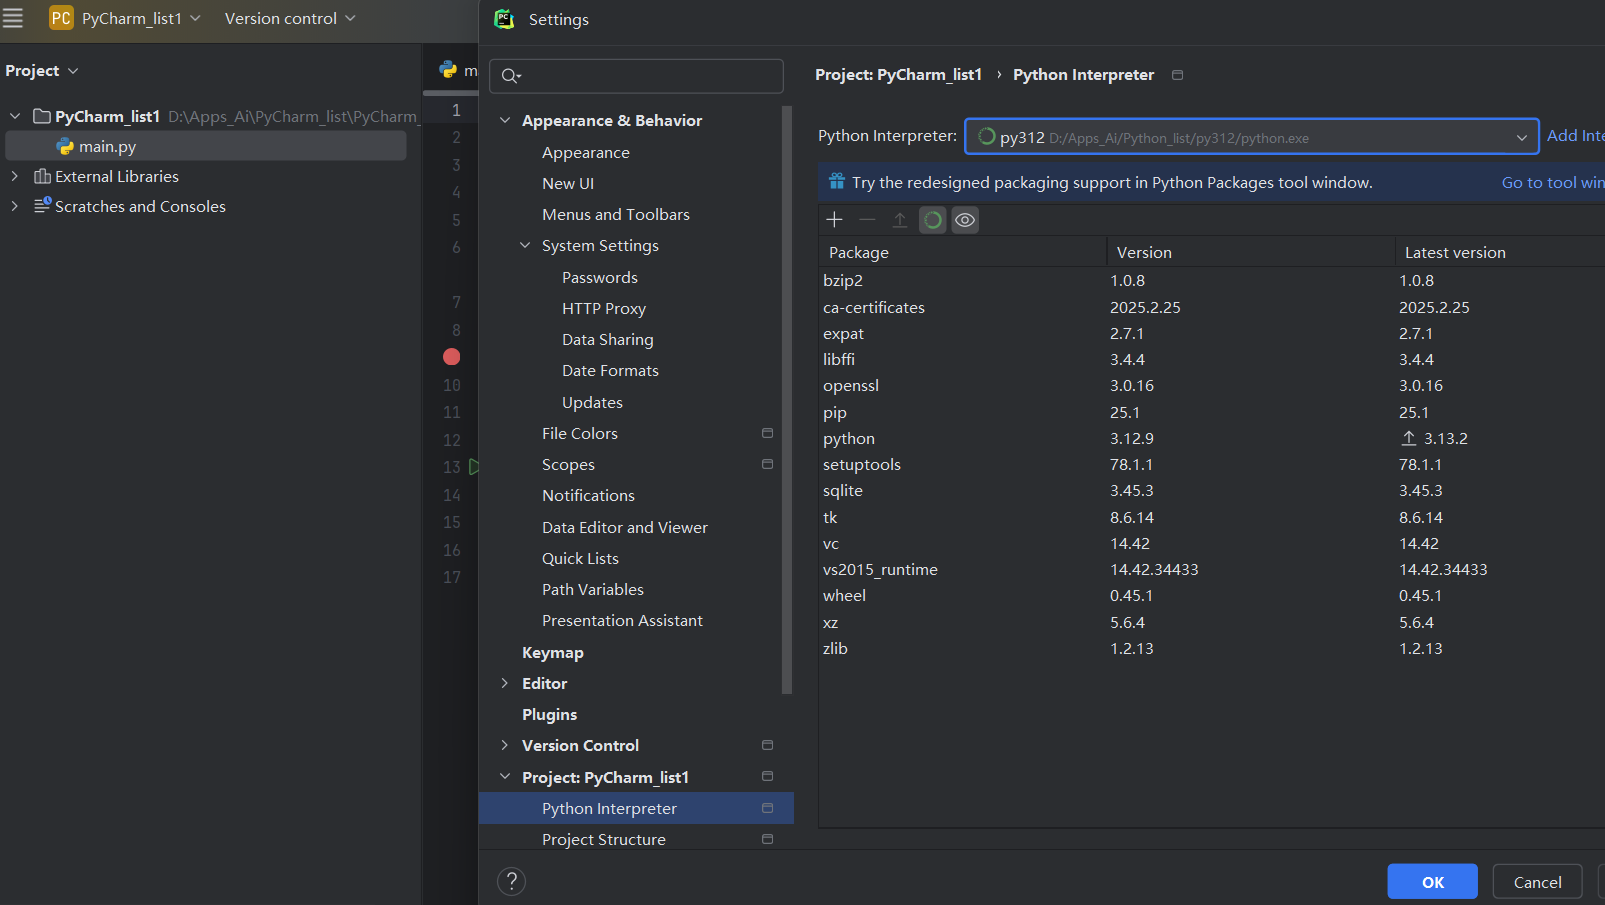 PC PyCharm_list1 Version control
Project
PyCharm_list1 D:\Apps_Ai\PyCharm_list\PyCharm_
main.py
External Libraries
Scratches and Consoles
m
1
2
3
4
5
6
7
8
10
11
12
13
14
15
16
17
Settings
Appearance & Behavior
Appearance
New UI
Menus and Toolbars
System Settings
Passwords
HTTP Proxy
Data Sharing
Date Formats
Updates
File Colors
Scopes
Notifications
Data Editor and Viewer
Quick Lists
Path Variables
Presentation Assistant
Keymap
Editor
Plugins
Version Control
Project: PyCharm_list1
Python Interpreter
Project Structure
Project: PyCharm_list1 › Python Interpreter
Python Interpreter: py312 D:/Apps_Ai/Python_list/py312/python.exe Add Inte
Try the redesigned packaging support in Python Packages tool window. Go to tool win
Package Version Latest version
bzip2 1.0.8 1.0.8
ca-certificates 2025.2.25 2025.2.25
expat 2.7.1 2.7.1
libffi 3.4.4 3.4.4
openssl 3.0.16 3.0.16
pip 25.1 25.1
python 3.12.9 3.13.2
setuptools 78.1.1 78.1.1
sqlite 3.45.3 3.45.3
tk 8.6.14 8.6.14
vc 14.42 14.42
vs2015_runtime 14.42.34433 14.42.34433
wheel 0.45.1 0.45.1
xz 5.6.4 5.6.4
zlib 1.2.13 1.2.13
? OK Cancel